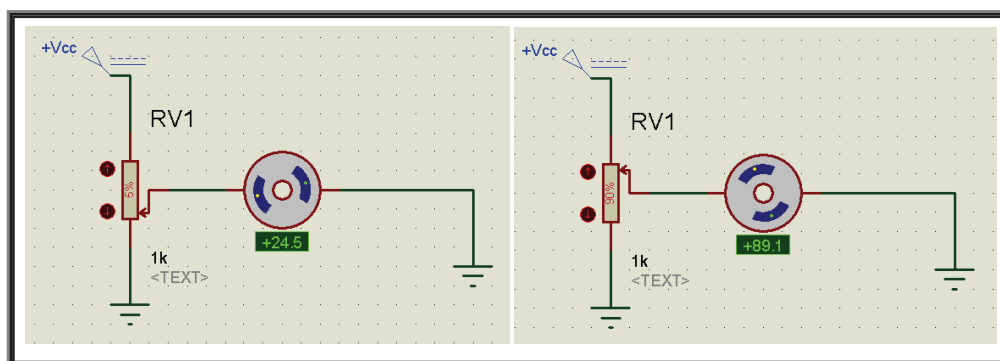 +Vcc
RV1
5%
+24.5
1k
<TEXT>
+Vcc
RV1
90%
+89.1
1k
<TEXT>